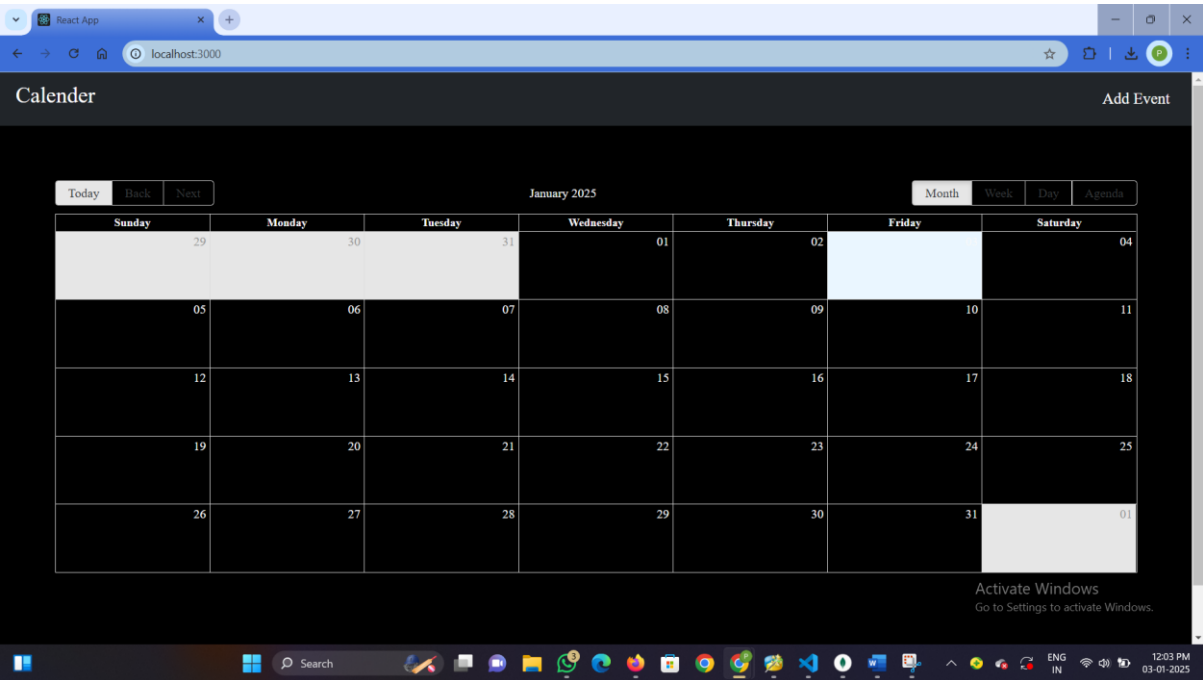 React App
localhost:3000
P
Calender
Add Event
Today Back Next
January 2025
Month Week Day Agenda
Sunday Monday Tuesday Wednesday Thursday Friday Saturday
29 30 31 01 02 04
05 06 07 08 09 10 11
12 13 14 15 16 17 18
19 20 21 22 23 24 25
26 27 28 29 30 31 01
Activate Windows
Go to Settings to activate Windows.
Search
3
ENG
IN
12:03 PM
03-01-2025